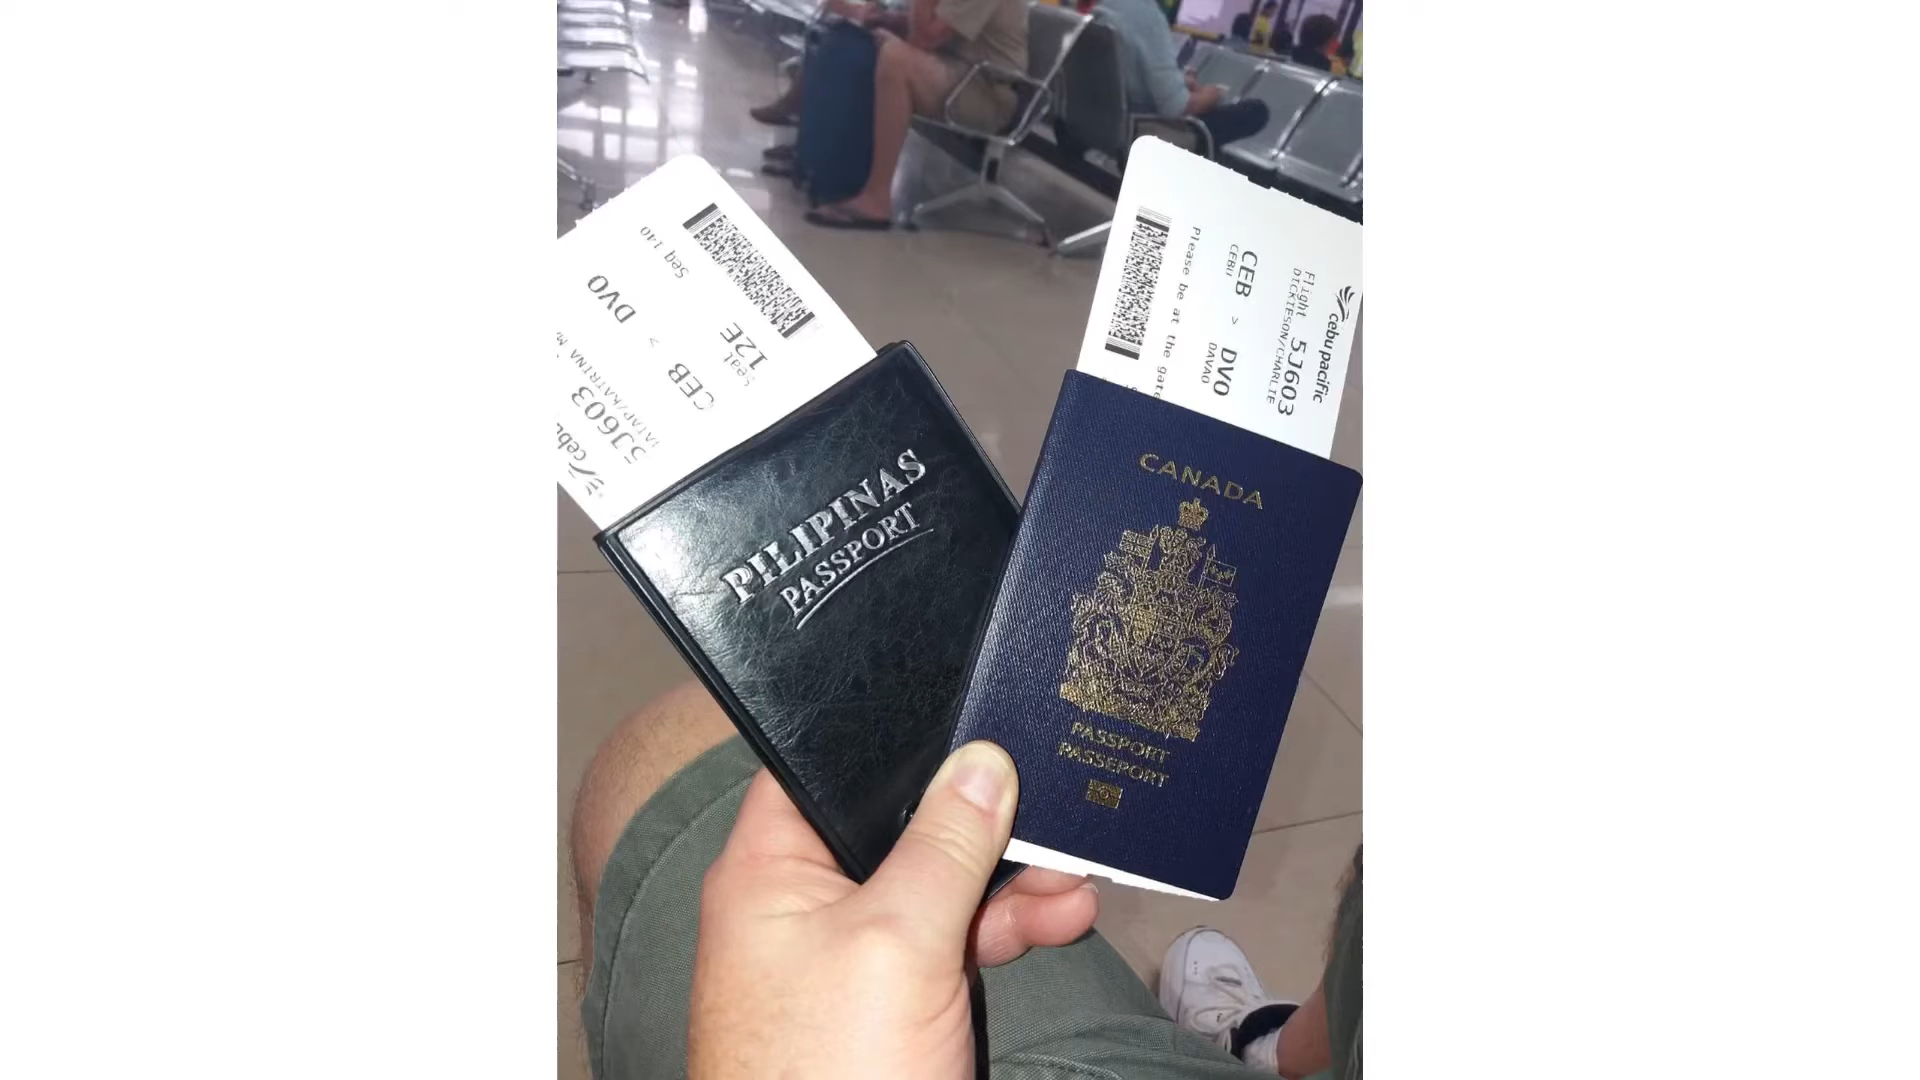 Seq 140
Seat
12E
CEB > DVO
5J603
PILIPINAS
PASSPORT
cebu pacific
Flight 5J603
DICKIESON/CHARLIE
CEB > DVO
CEBU DAVAO
Please be at the gate
CANADA
PASSPORT
PASSEPORT